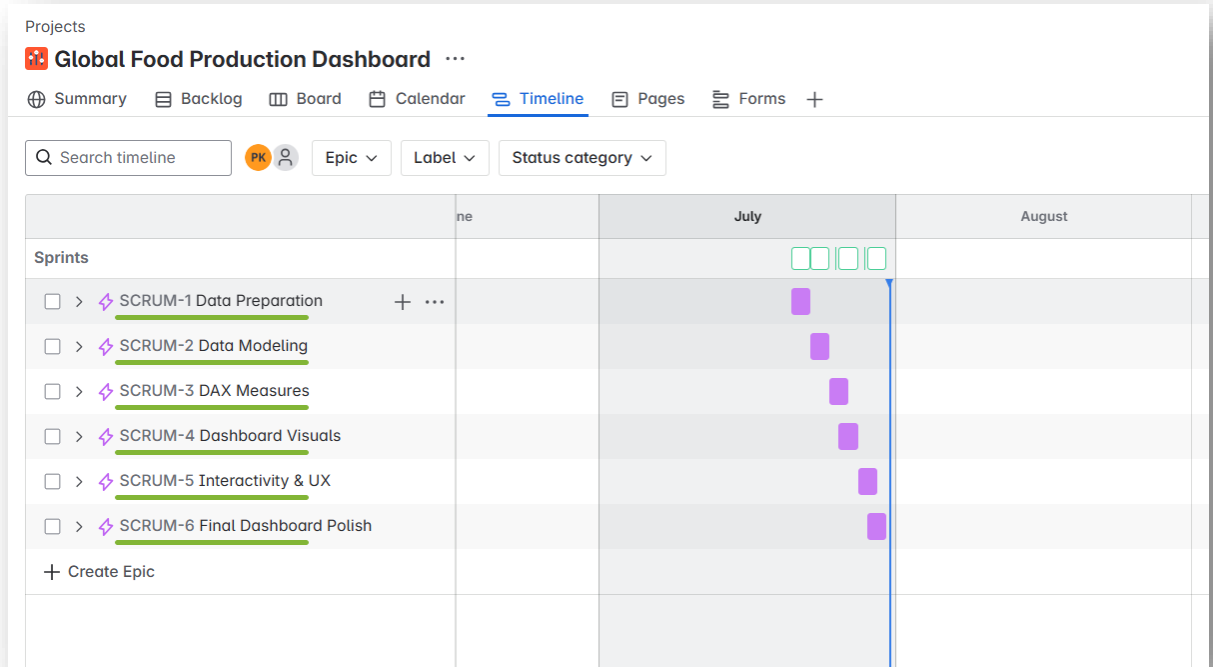 Projects
Global Food Production Dashboard ...
Summary Backlog Board Calendar Timeline Pages Forms +
Search timeline PK Epic Label Status category
ne July August
Sprints
SCRUM-1 Data Preparation + ...
SCRUM-2 Data Modeling
SCRUM-3 DAX Measures
SCRUM-4 Dashboard Visuals
SCRUM-5 Interactivity & UX
SCRUM-6 Final Dashboard Polish
+ Create Epic